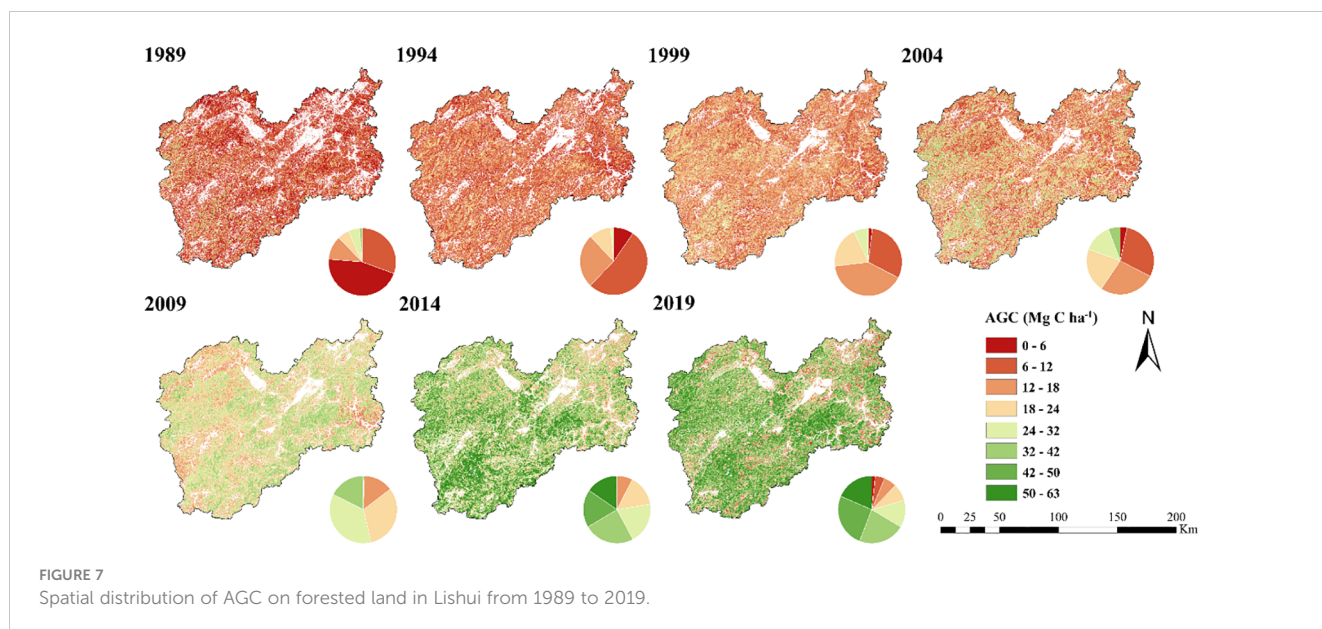 1989
1994
1999
2004
2009
2014
2019
AGC (Mg C ha⁻¹)
0 - 6
6 - 12
12 - 18
18 - 24
24 - 32
32 - 42
42 - 50
50 - 63
N
0 25 50 100 150 200
Km
FIGURE 7
Spatial distribution of AGC on forested land in Lishui from 1989 to 2019.